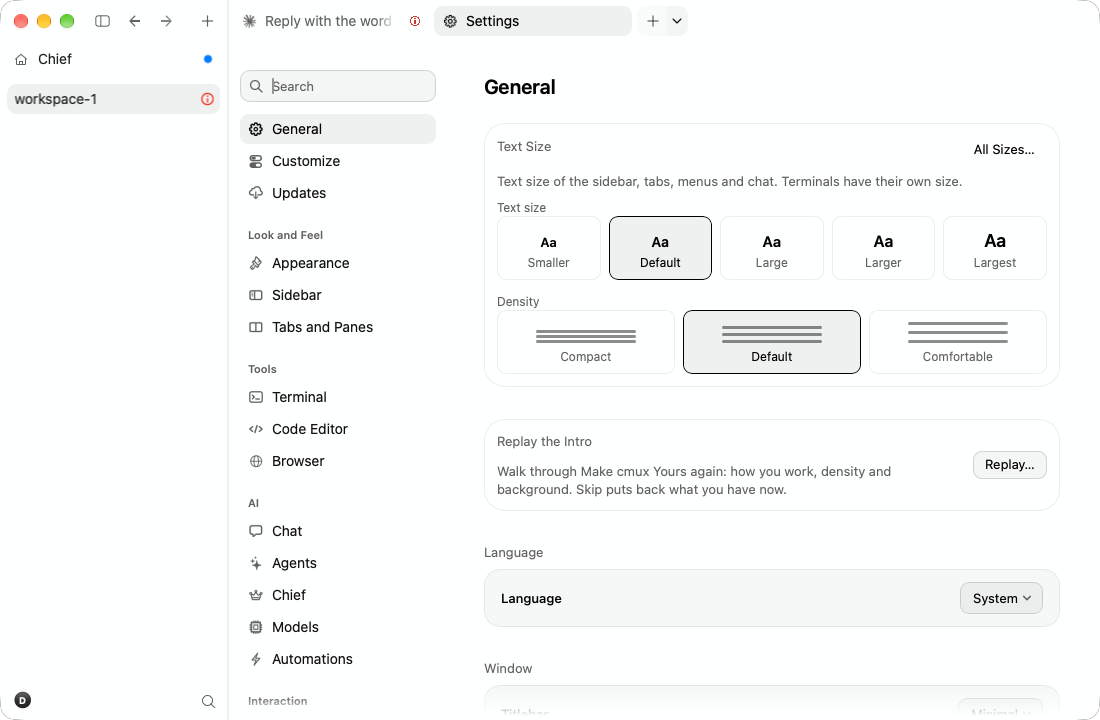 Reply with the word
Settings
Chief
workspace-1
D
Search
General
Customize
Updates
Look and Feel
Appearance
Sidebar
Tabs and Panes
Tools
Terminal
Code Editor
Browser
AI
Chat
Agents
Chief
Models
Automations
Interaction
General
Text Size
All Sizes...
Text size of the sidebar, tabs, menus and chat. Terminals have their own size.
Text size
Aa Aa Aa Aa Aa
Smaller Default Large Larger Largest
Density
Compact Default Comfortable
Replay the Intro
Walk through Make cmux Yours again: how you work, density and
background. Skip puts back what you have now.
Replay...
Language
Language
System
Window
Titlebar
Minimal